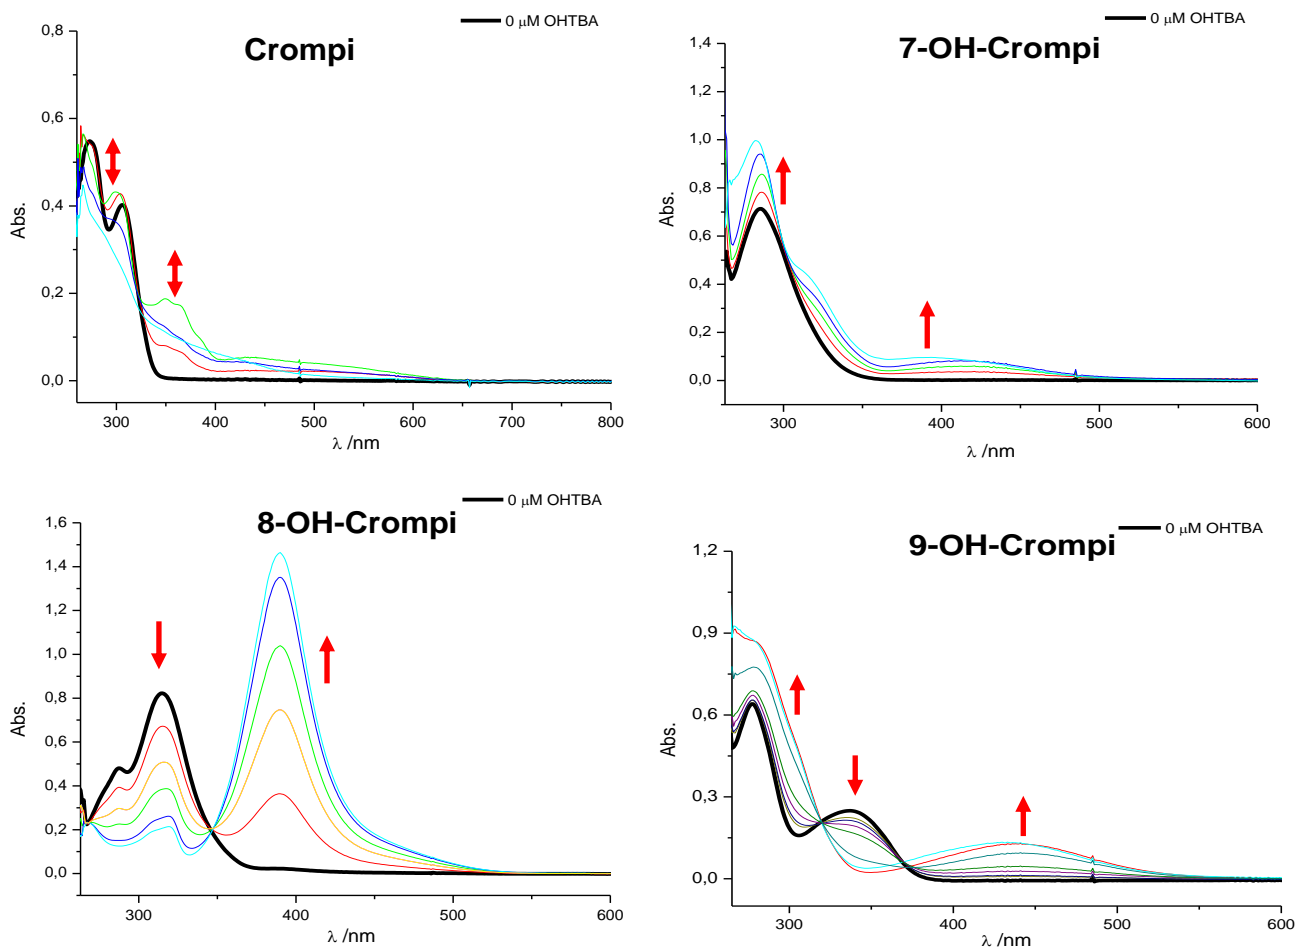 0 μM OHTBA
Crompi
0,8
0,6
0,4
0,2
0,0
Abs.
300 400 500 600 700 800
λ /nm
0 μM OHTBA
7-OH-Crompi
1,4
1,2
1,0
0,8
0,6
0,4
0,2
0,0
Abs.
300 400 500 600
λ /nm
0 μM OHTBA
8-OH-Crompi
1,6
1,4
1,2
1,0
0,8
0,6
0,4
0,2
0,0
Abs.
300 400 500 600
λ /nm
0 μM OHTBA
9-OH-Crompi
1,2
0,9
0,6
0,3
0,0
Abs.
300 400 500 600
λ /nm